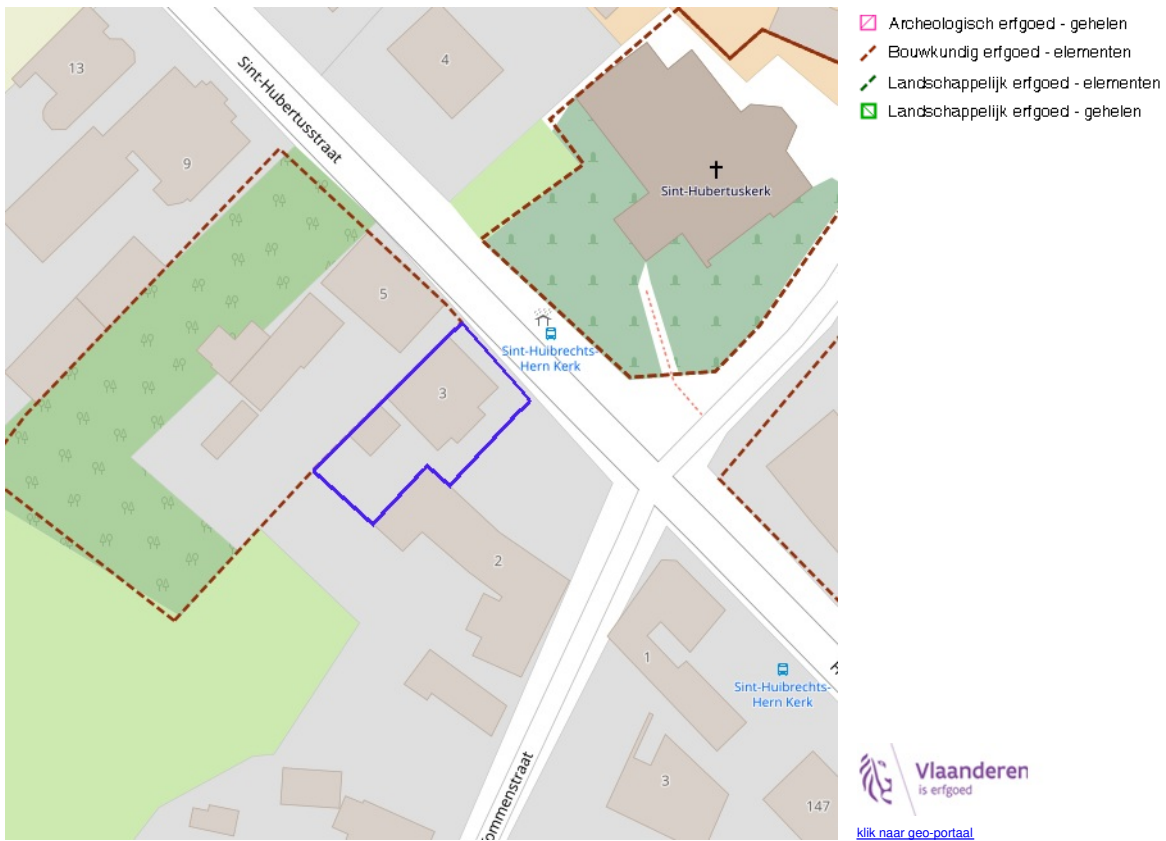 13
4
Sint-Hubertusstraat
9
Sint-Hubertuskerk
5
Sint-Huibrechts-
Hern Kerk
3
2
1
Sint-Huibrechts-
Hern Kerk
3
147
ommenstraat
Archeologisch erfgoed - gehelen
Bouwkundig erfgoed - elementen
Landschappelijk erfgoed - elementen
Landschappelijk erfgoed - gehelen
Vlaanderen
is erfgoed
klik naar geo-portaal